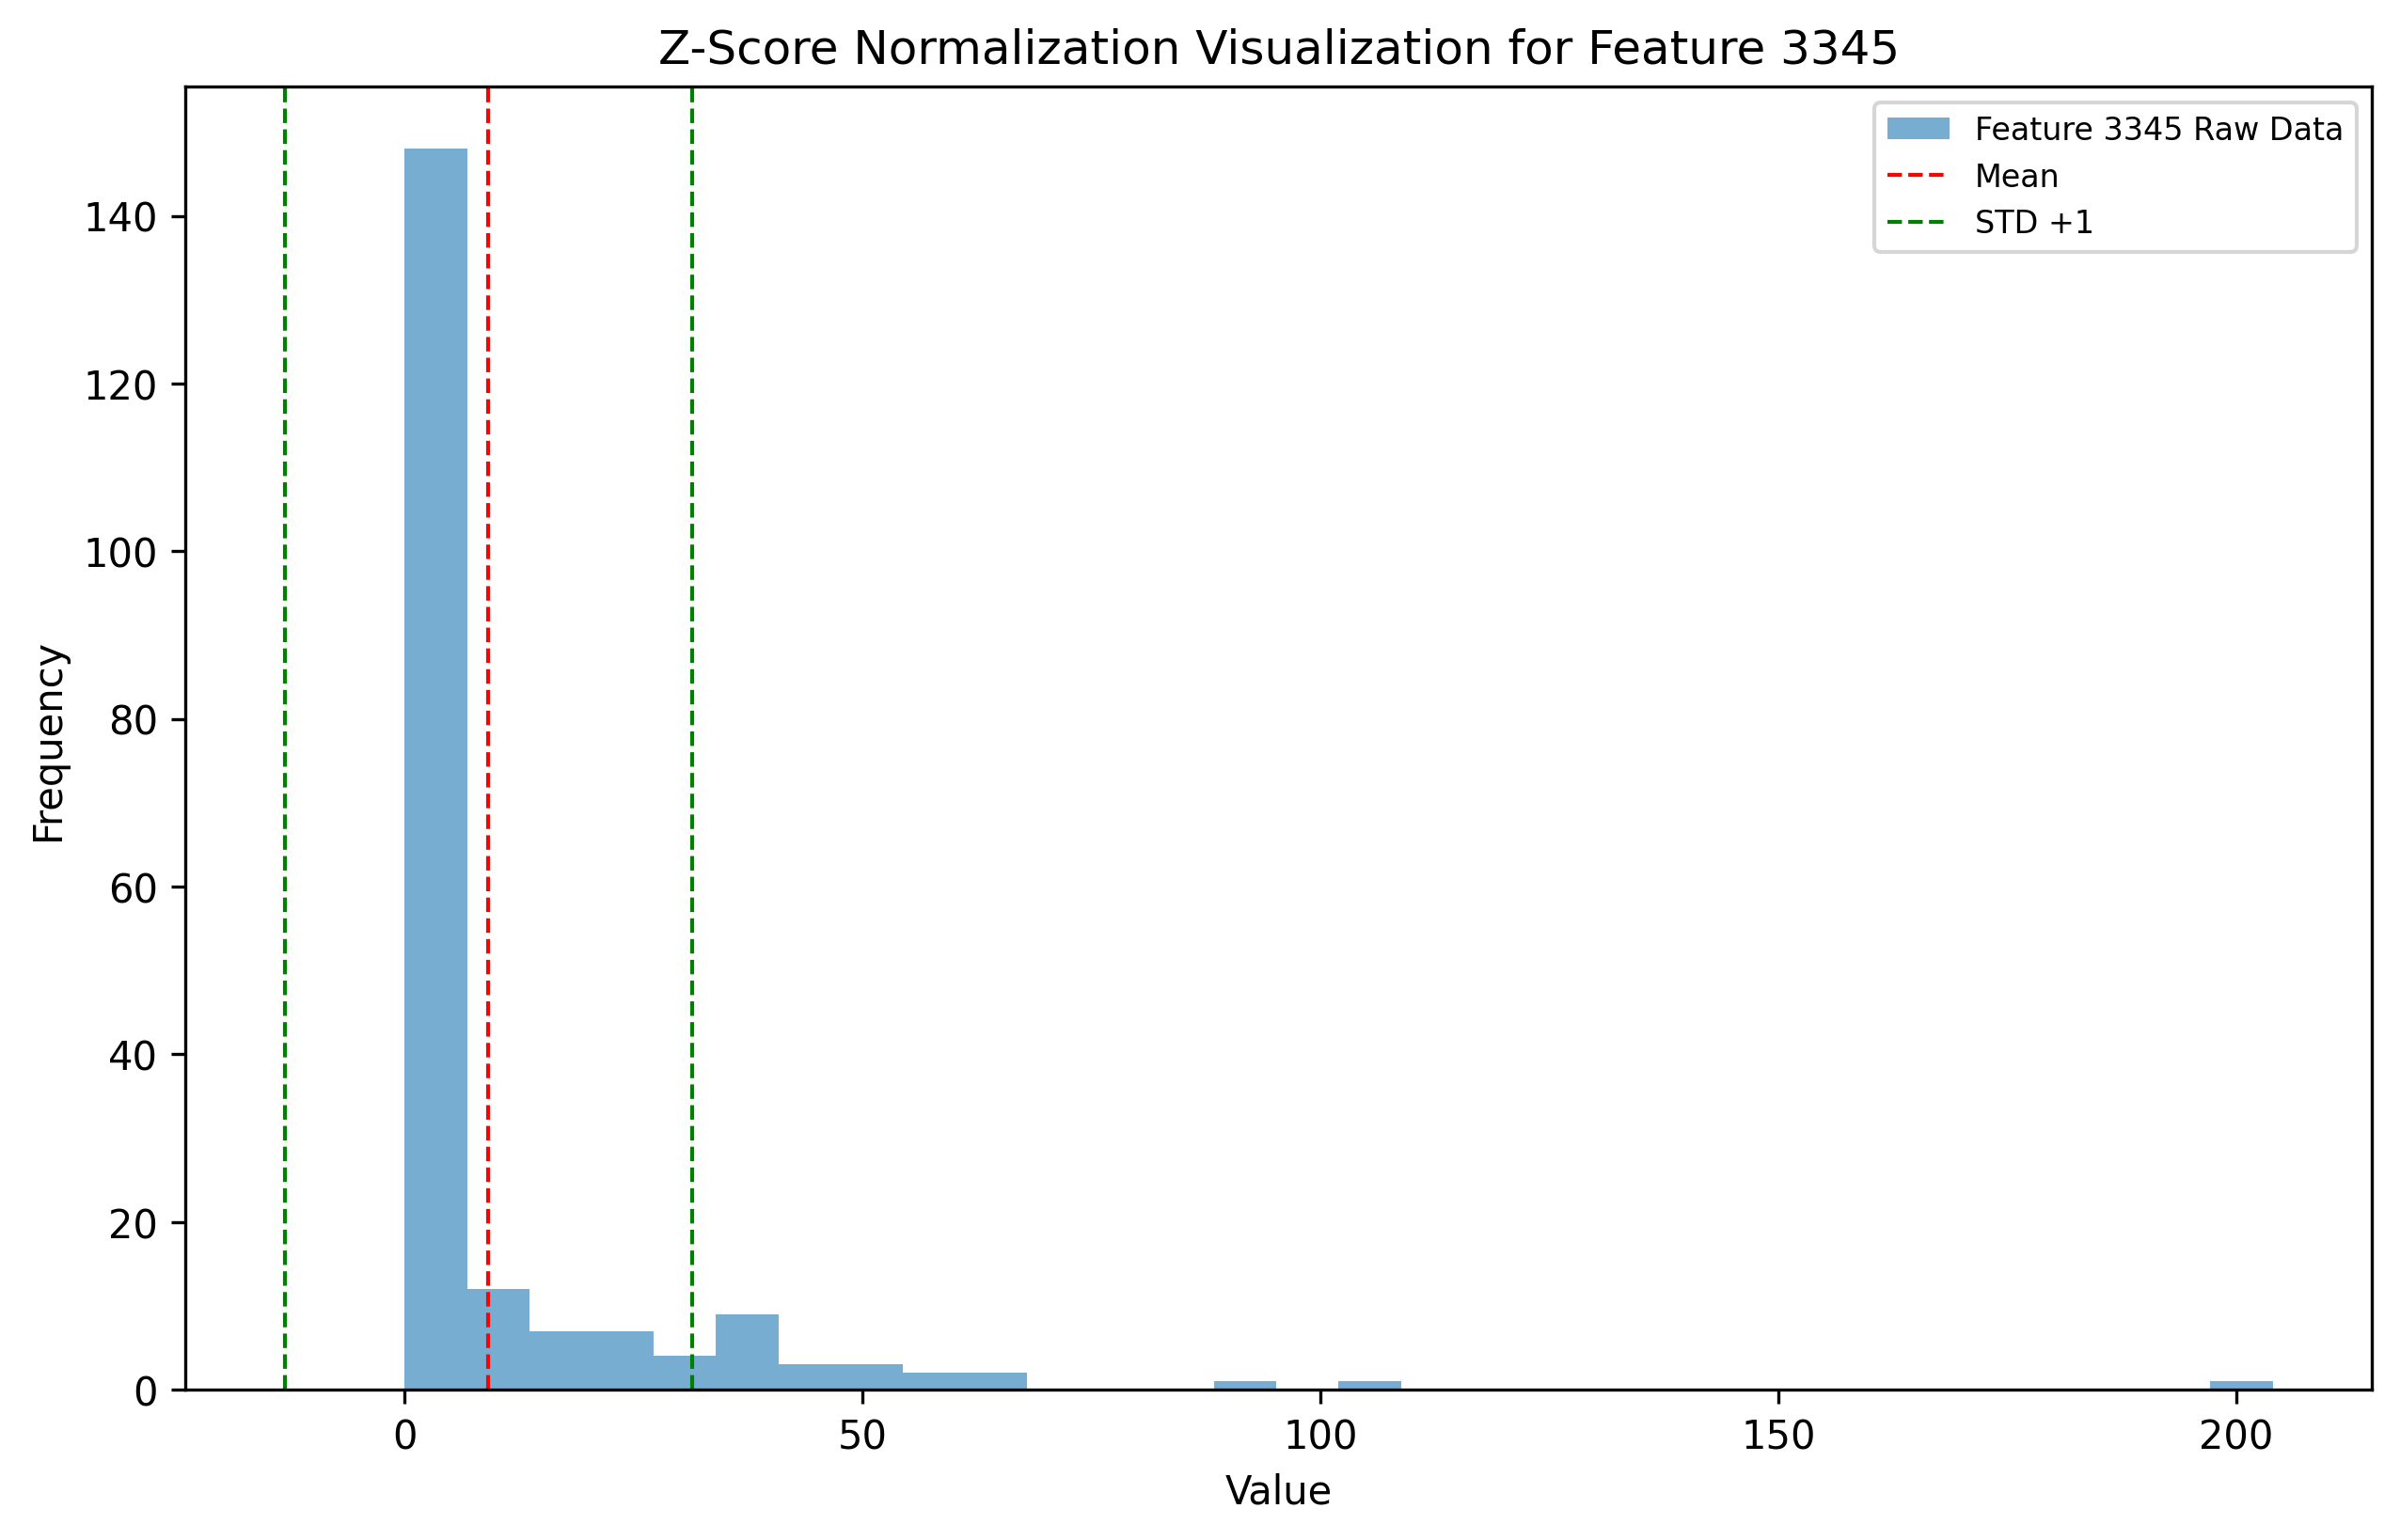 Z-Score Normalization Visualization for Feature 3345
Feature 3345 Raw Data
Mean
STD +1
140
120
100
80
60
40
20
0
Frequency
0 50 100 150 200
Value